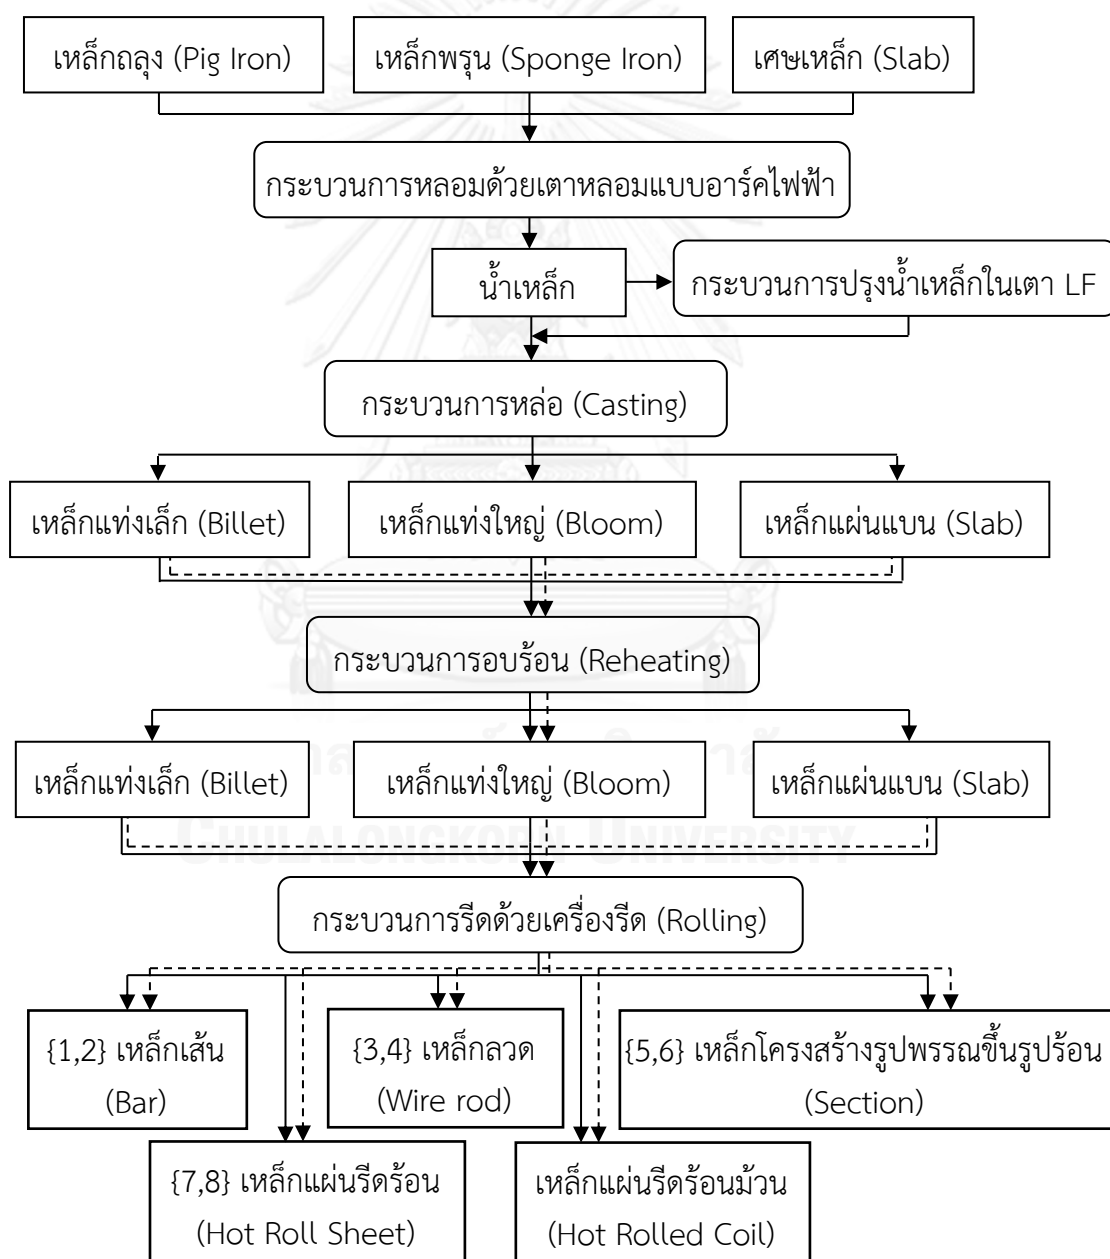 เหล็กถลุง (Pig Iron)
เหล็กพรุน (Sponge Iron)
เศษเหล็ก (Slab)
กระบวนการหลอมด้วยเตาหลอมแบบอาร์คไฟฟ้า
น้ำเหล็ก
กระบวนการปรุงน้ำเหล็กในเตา LF
กระบวนการหล่อ (Casting)
เหล็กแท่งเล็ก (Billet)
เหล็กแท่งใหญ่ (Bloom)
เหล็กแผ่นแบน (Slab)
กระบวนการอบร้อน (Reheating)
เหล็กแท่งเล็ก (Billet)
เหล็กแท่งใหญ่ (Bloom)
เหล็กแผ่นแบน (Slab)
CHULALONGKORN UNIVERSITY
กระบวนการรีดด้วยเครื่องรีด (Rolling)
{1,2} เหล็กเส้น
(Bar)
{3,4} เหล็กลวด
(Wire rod)
{5,6} เหล็กโครงสร้างรูปพรรณขึ้นรูปร้อน
(Section)
{7,8} เหล็กแผ่นรีดร้อน
(Hot Roll Sheet)
เหล็กแผ่นรีดร้อนม้วน
(Hot Rolled Coil)